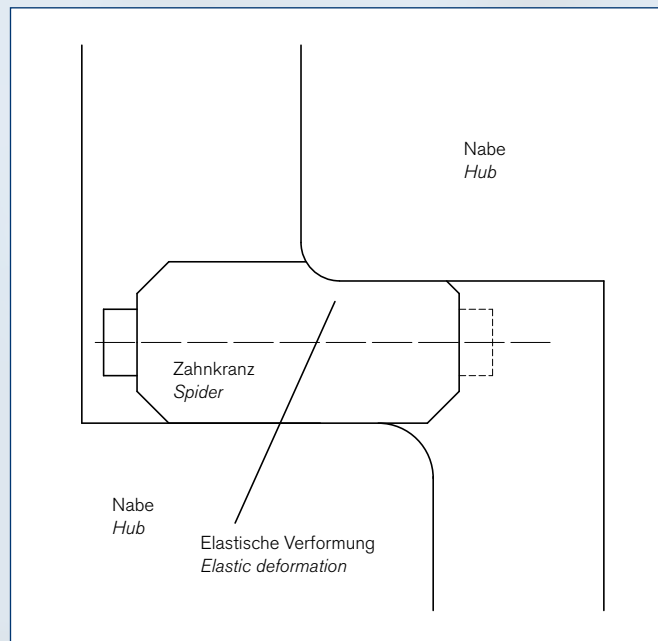 Nabe
Hub
Zahnkranz
Spider
Nabe
Hub
Elastische Verformung
Elastic deformation